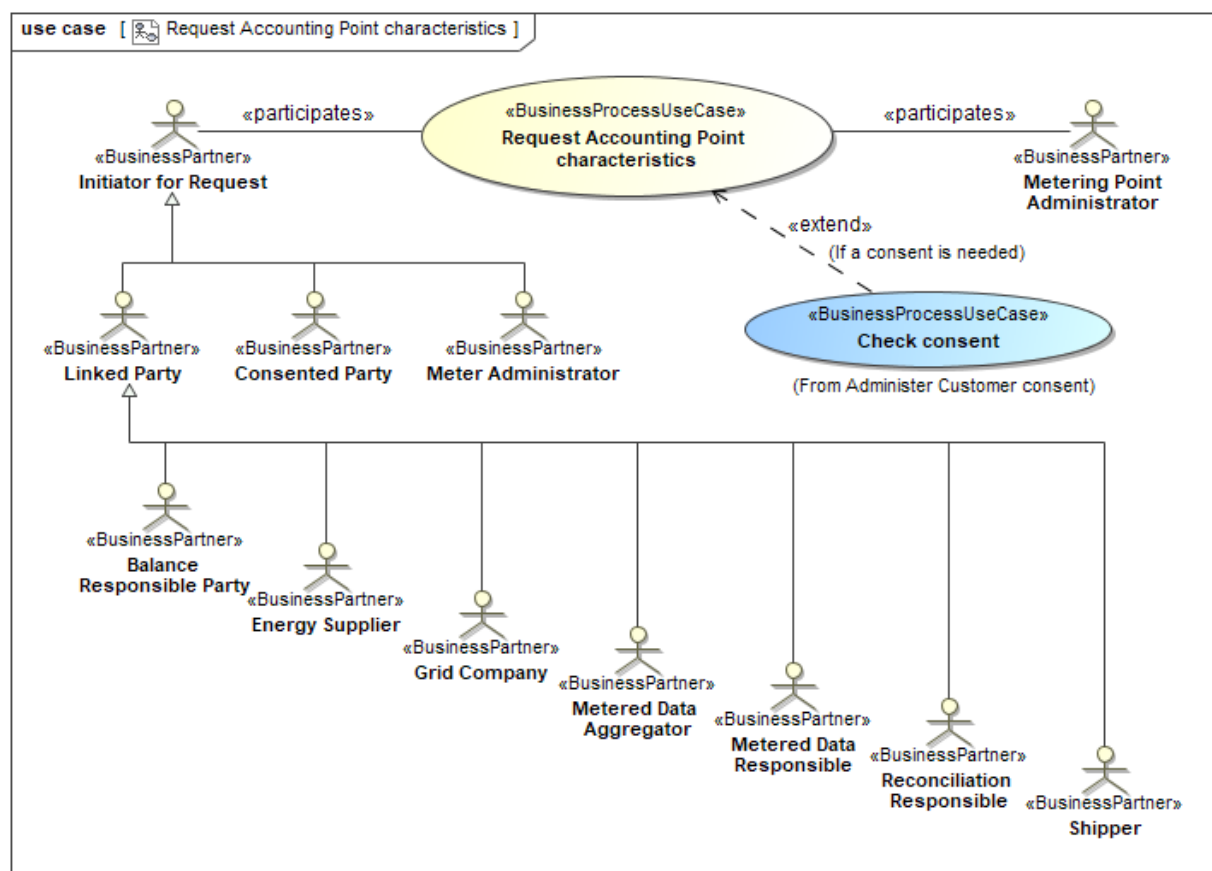 use case [ Request Accounting Point characteristics ]
«participates»
«BusinessProcessUseCase»
Request Accounting Point
characteristics
«participates»
«BusinessPartner»
Initiator for Request
«BusinessPartner»
Metering Point
Administrator
«extend»
(If a consent is needed)
«BusinessProcessUseCase»
Check consent
(From Administer Customer consent)
«BusinessPartner»
Linked Party
«BusinessPartner»
Consented Party
«BusinessPartner»
Meter Administrator
«BusinessPartner»
Balance
Responsible Party
«BusinessPartner»
Energy Supplier
«BusinessPartner»
Grid Company
«BusinessPartner»
Metered Data
Aggregator
«BusinessPartner»
Metered Data
Responsible
«BusinessPartner»
Reconciliation
Responsible
«BusinessPartner»
Shipper